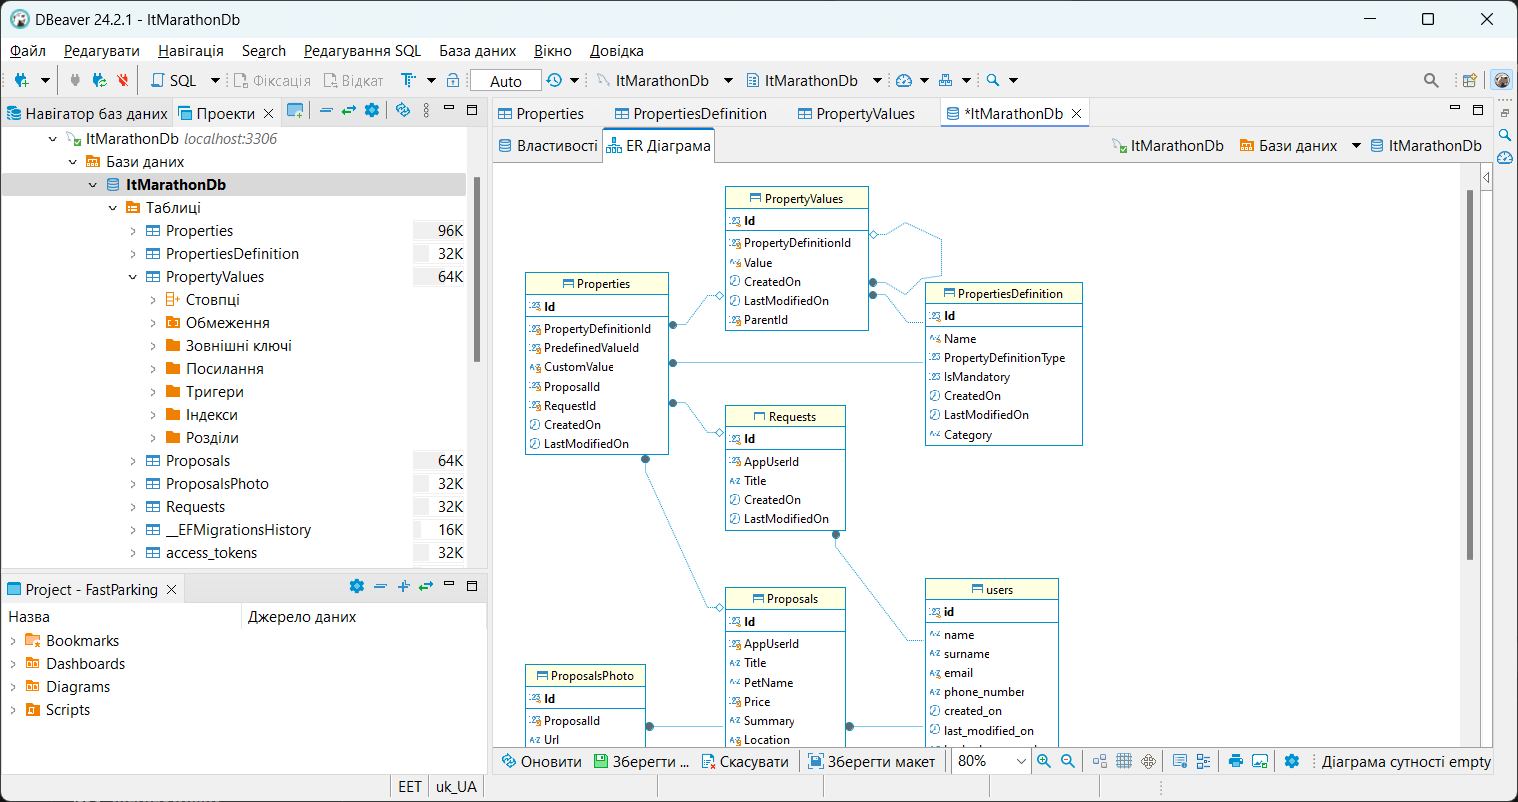 DBeaver 24.2.1 - ItMarathonDb
Файл Редагувати Навігація Search Редагування SQL База даних Вікно Довідка
SQL Фіксація Відкат Auto ItMarathonDb ItMarathonDb
Навігатор баз даних Проекти
ItMarathonDb localhost:3306
Бази даних
ItMarathonDb
Таблиці
Properties 96K
PropertiesDefinition 32K
PropertyValues 64K
Стовпці
Обмеження
Зовнішні ключі
Посилання
Тригери
Індекси
Розділи
Proposals 64K
ProposalsPhoto 32K
Requests 32K
__EFMigrationsHistory 16K
access_tokens 32K
Project - FastParking
Назва Джерело даних
Bookmarks
Dashboards
Diagrams
Scripts
Properties PropertiesDefinition PropertyValues *ItMarathonDb
Властивості ER Діаграма ItMarathonDb Бази даних ItMarathonDb
PropertyValues
Id
PropertyDefinitionId
Value
CreatedOn
LastModifiedOn
ParentId
Properties
Id
PropertyDefinitionId
PredefinedValueId
CustomValue
ProposalId
RequestId
CreatedOn
LastModifiedOn
PropertiesDefinition
Id
Name
PropertyDefinitionType
IsMandatory
CreatedOn
LastModifiedOn
Category
Requests
Id
AppUserId
Title
CreatedOn
LastModifiedOn
Proposals
Id
AppUserId
Title
PetName
Price
Summary
Location
users
id
name
surname
email
phone_number
created_on
last_modified_on
ProposalsPhoto
Id
ProposalId
Url
Оновити Зберегти ... Скасувати Зберегти макет 80% Діаграма сутності empty
EET uk_UA